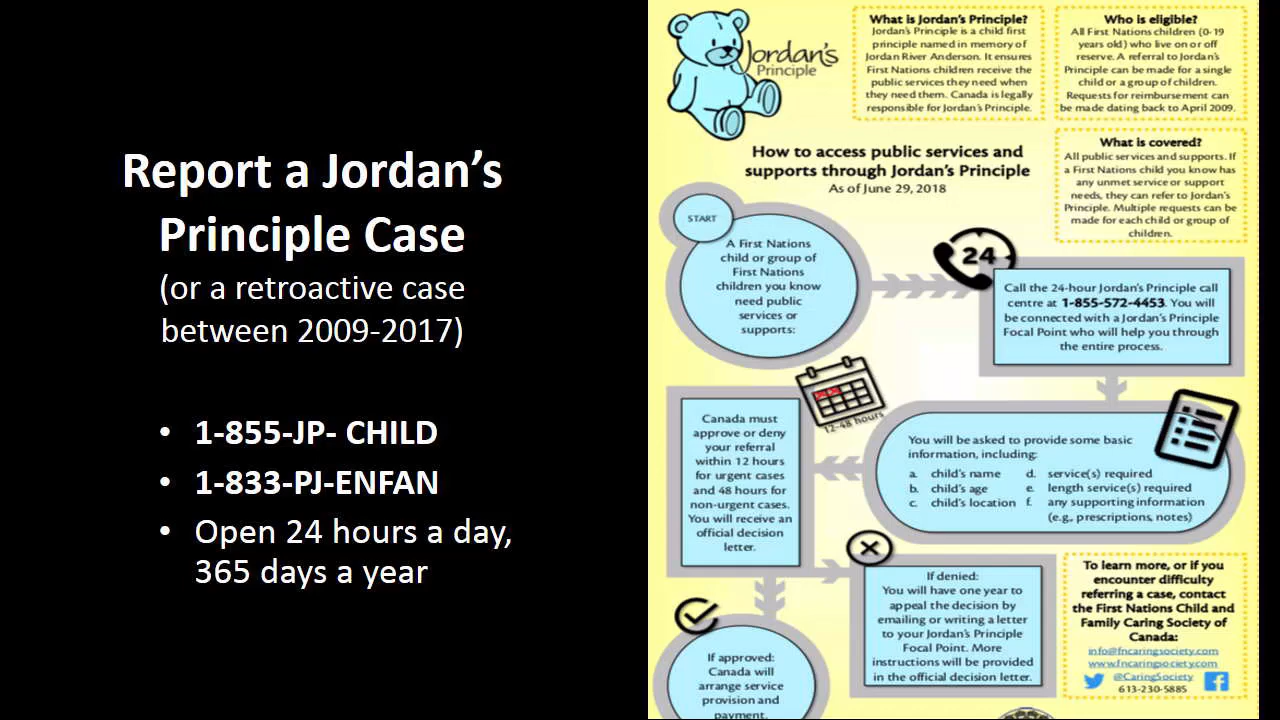 Report a Jordan's
Principle Case
(or a retroactive case
between 2009-2017)
• 1-855-JP- CHILD
• 1-833-PJ-ENFAN
• Open 24 hours a day,
365 days a year
Jordan's
Principle
What is Jordan's Principle?
Jordan's Principle is a child first
principle named in memory of
Jordan River Anderson. It ensures
First Nations children receive the
public services they need when
they need them. Canada is legally
responsible for Jordan's Principle.
Who is eligible?
All First Nations children (0-19
years old) who live on or off
reserve. A referral to Jordan's
Principle can be made for a single
child or a group of children.
Requests for reimbursement can
be made dating back to April 2009.
What is covered?
All public services and supports. If
a First Nations child you know has
any unmet service or support
needs, they can refer to Jordan's
Principle. Multiple requests can be
made for each child or group of
children.
How to access public services and
supports through Jordan's Principle
As of June 29, 2018
START
A First Nations
child or group of
First Nations
children you know
need public
services or
supports:
24
Call the 24-hour Jordan's Principle call
centre at 1-855-572-4453. You will
be connected with a Jordan's Principle
Focal Point who will help you through
the entire process.
You will be asked to provide some basic
information, including:
a. child's name d. service(s) required
b. child's age e. length service(s) required
c. child's location f. any supporting information
(e.g., prescriptions, notes)
12-48 hours
Canada must
approve or deny
your referral
within 12 hours
for urgent cases
and 48 hours for
non-urgent cases.
You will receive an
official decision
letter.
If denied:
You will have one year to
appeal the decision by
emailing or writing a letter
to your Jordan's Principle
Focal Point. More
instructions will be provided
in the official decision letter.
If approved:
Canada will
arrange service
provision and
payment.
To learn more, or if you
encounter difficulty
referring a case, contact
the First Nations Child and
Family Caring Society of
Canada:
info@fncaringsociety.com
www.fncaringsociety.com
@CaringSociety
613-230-5885